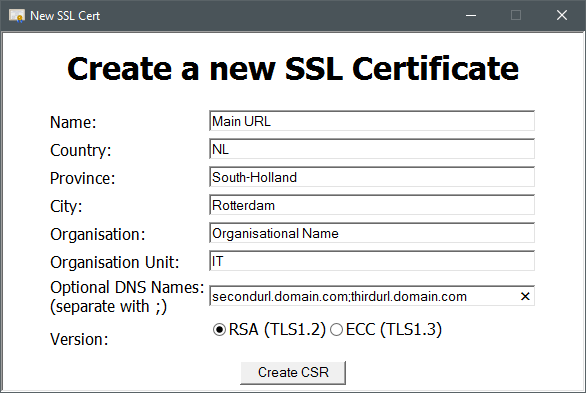 New SSL Cert
Create a new SSL Certificate
Name: Main URL
Country: NL
Province: South-Holland
City: Rotterdam
Organisation: Organisational Name
Organisation Unit: IT
Optional DNS Names:
(separate with ;) secondurl.domain.com;thirdurl.domain.com
Version: RSA (TLS1.2) ECC (TLS1.3)
Create CSR